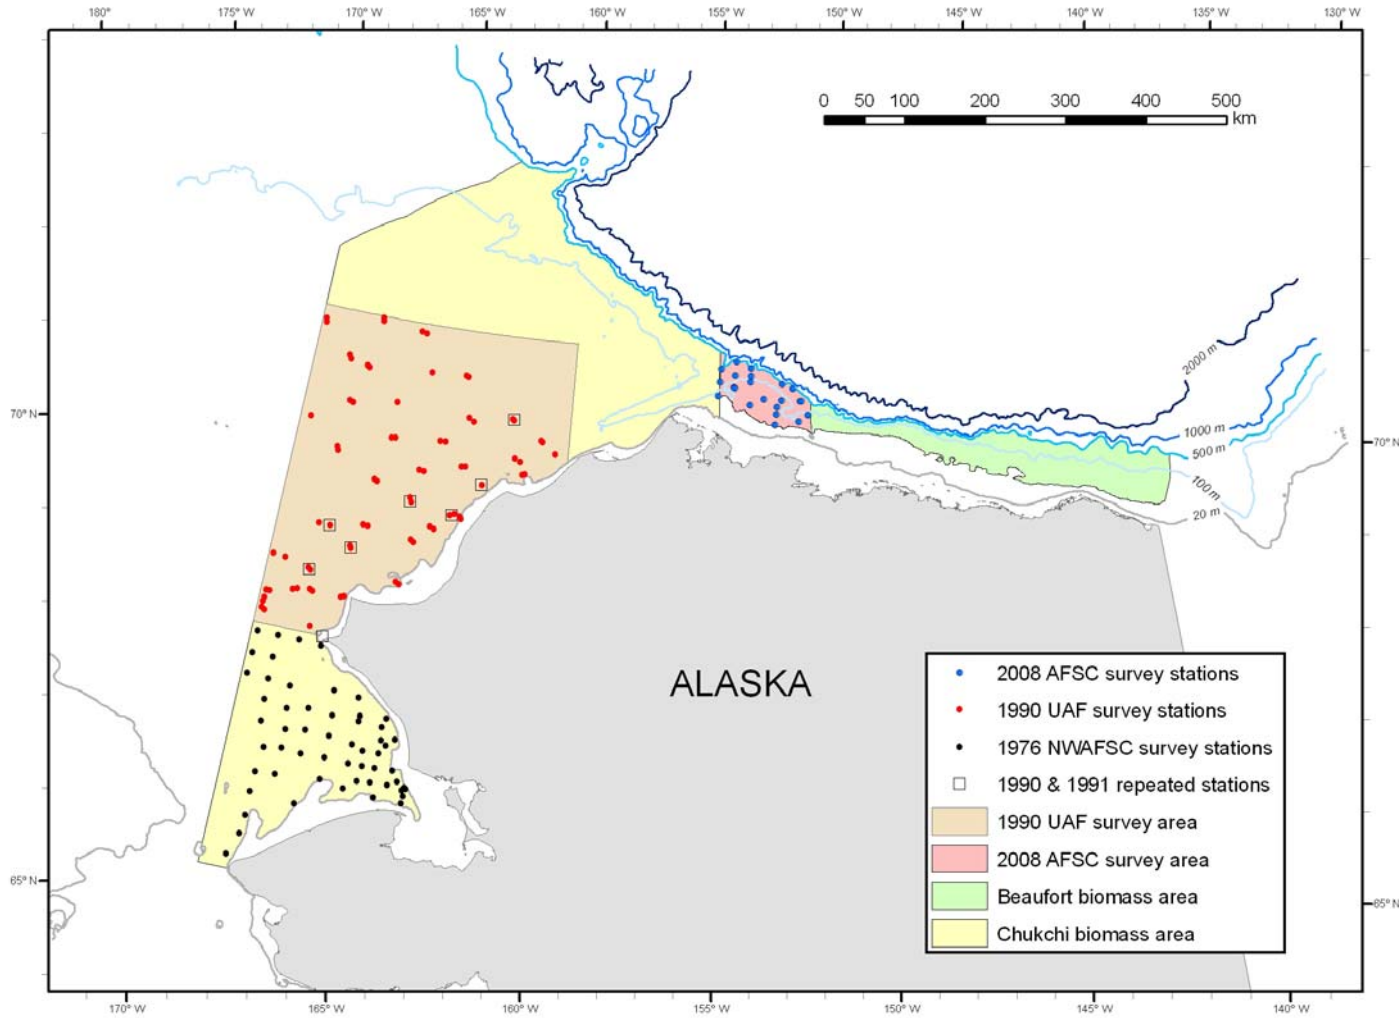 180° 175° W 170° W 165° W 160° W 155° W 150° W 145° W 140° W 135° W 130° W
0 50 100 200 300 400 500
km
2000 m
70° N
1000 m
70° N
500 m
100 m
20 m
ALASKA
2008 AFSC survey stations
1990 UAF survey stations
1976 NWAFSC survey stations
1990 & 1991 repeated stations
1990 UAF survey area
2008 AFSC survey area
Beaufort biomass area
Chukchi biomass area
65° N
65° N
170° W 165° W 160° W 155° W 150° W 145° W 140° W